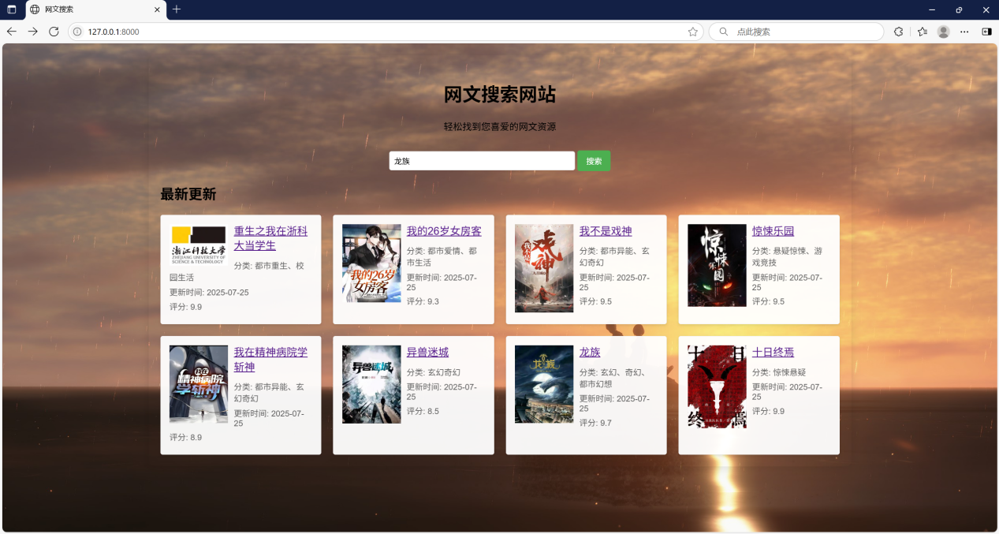 网文搜索
127.0.0.1:8000
点此搜索
网文搜索网站
轻松找到您喜爱的网文资源
龙族
搜索
最新更新
浙江科技大学
ZHEJIANG UNIVERSITY OF
SCIENCE & TECHNOLOGY
重生之我在浙科
大当学生
分类: 都市重生、校
园生活
更新时间: 2025-07-25
评分: 9.9
我的26岁
女房客
我的26岁女房客
分类: 都市爱情、都
市生活
更新时间: 2025-07-
25
评分: 9.3
我不是
戏神
我不是戏神
分类: 都市异能、玄
幻奇幻
更新时间: 2025-07-
25
评分: 9.5
惊悚
乐园
惊悚乐园
分类: 悬疑惊悚、游
戏竞技
更新时间: 2025-07-
25
评分: 9.5
我在
精神病院
学斩神
我在精神病院学
斩神
分类: 都市异能、玄
幻奇幻
更新时间: 2025-07-
25
评分: 8.9
异兽迷城
异兽迷城
分类: 玄幻奇幻
更新时间: 2025-07-
25
评分: 8.5
龙族
龙族
分类: 玄幻、奇幻、
都市幻想
更新时间: 2025-07-
25
评分: 9.7
十日
终焉
十日终焉
分类: 惊悚悬疑
更新时间: 2025-07-
25
评分: 9.9